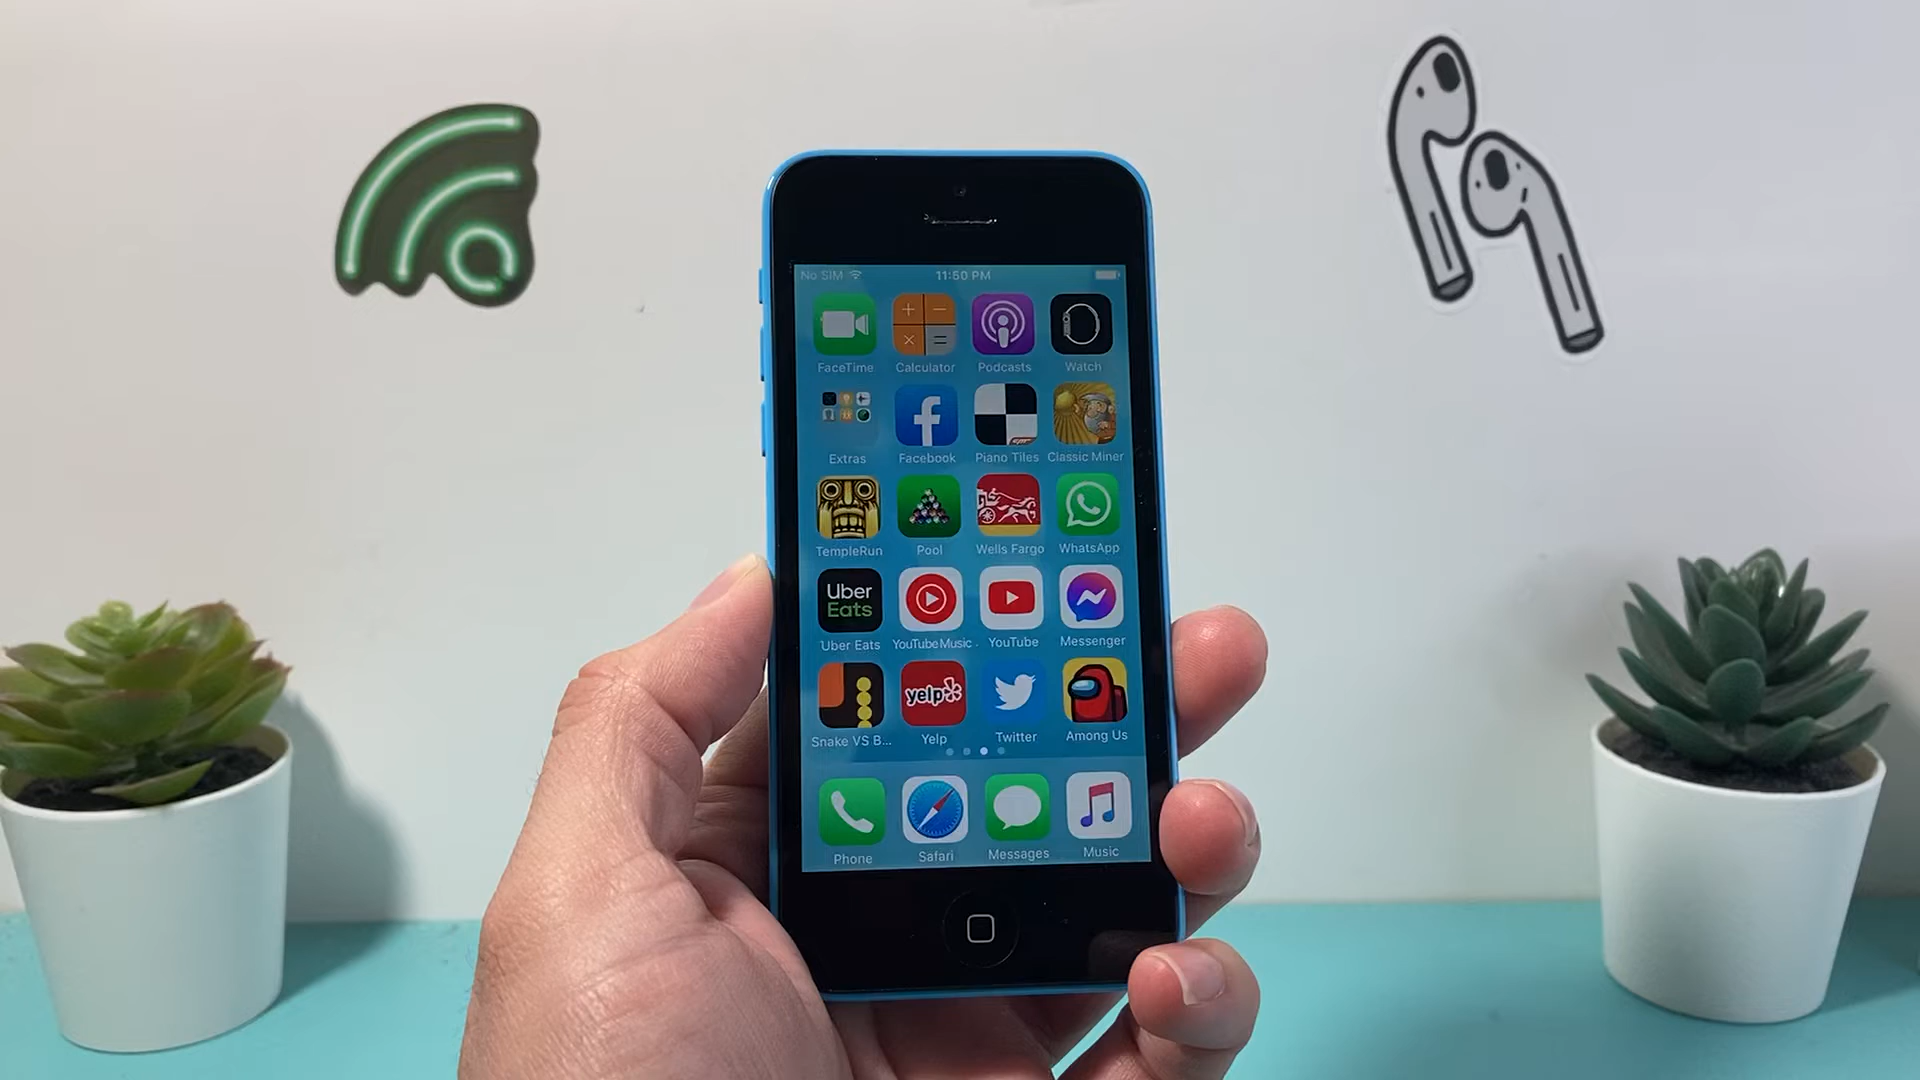 No SIM 11:50 PM
FaceTime Calculator Podcasts Watch
Extras Facebook Piano Tiles Classic Miner
TempleRun Pool Wells Fargo WhatsApp
Uber
Eats
Uber Eats YouTube Music YouTube Messenger
yelp
Snake VS B... Yelp Twitter Among Us
Phone Safari Messages Music